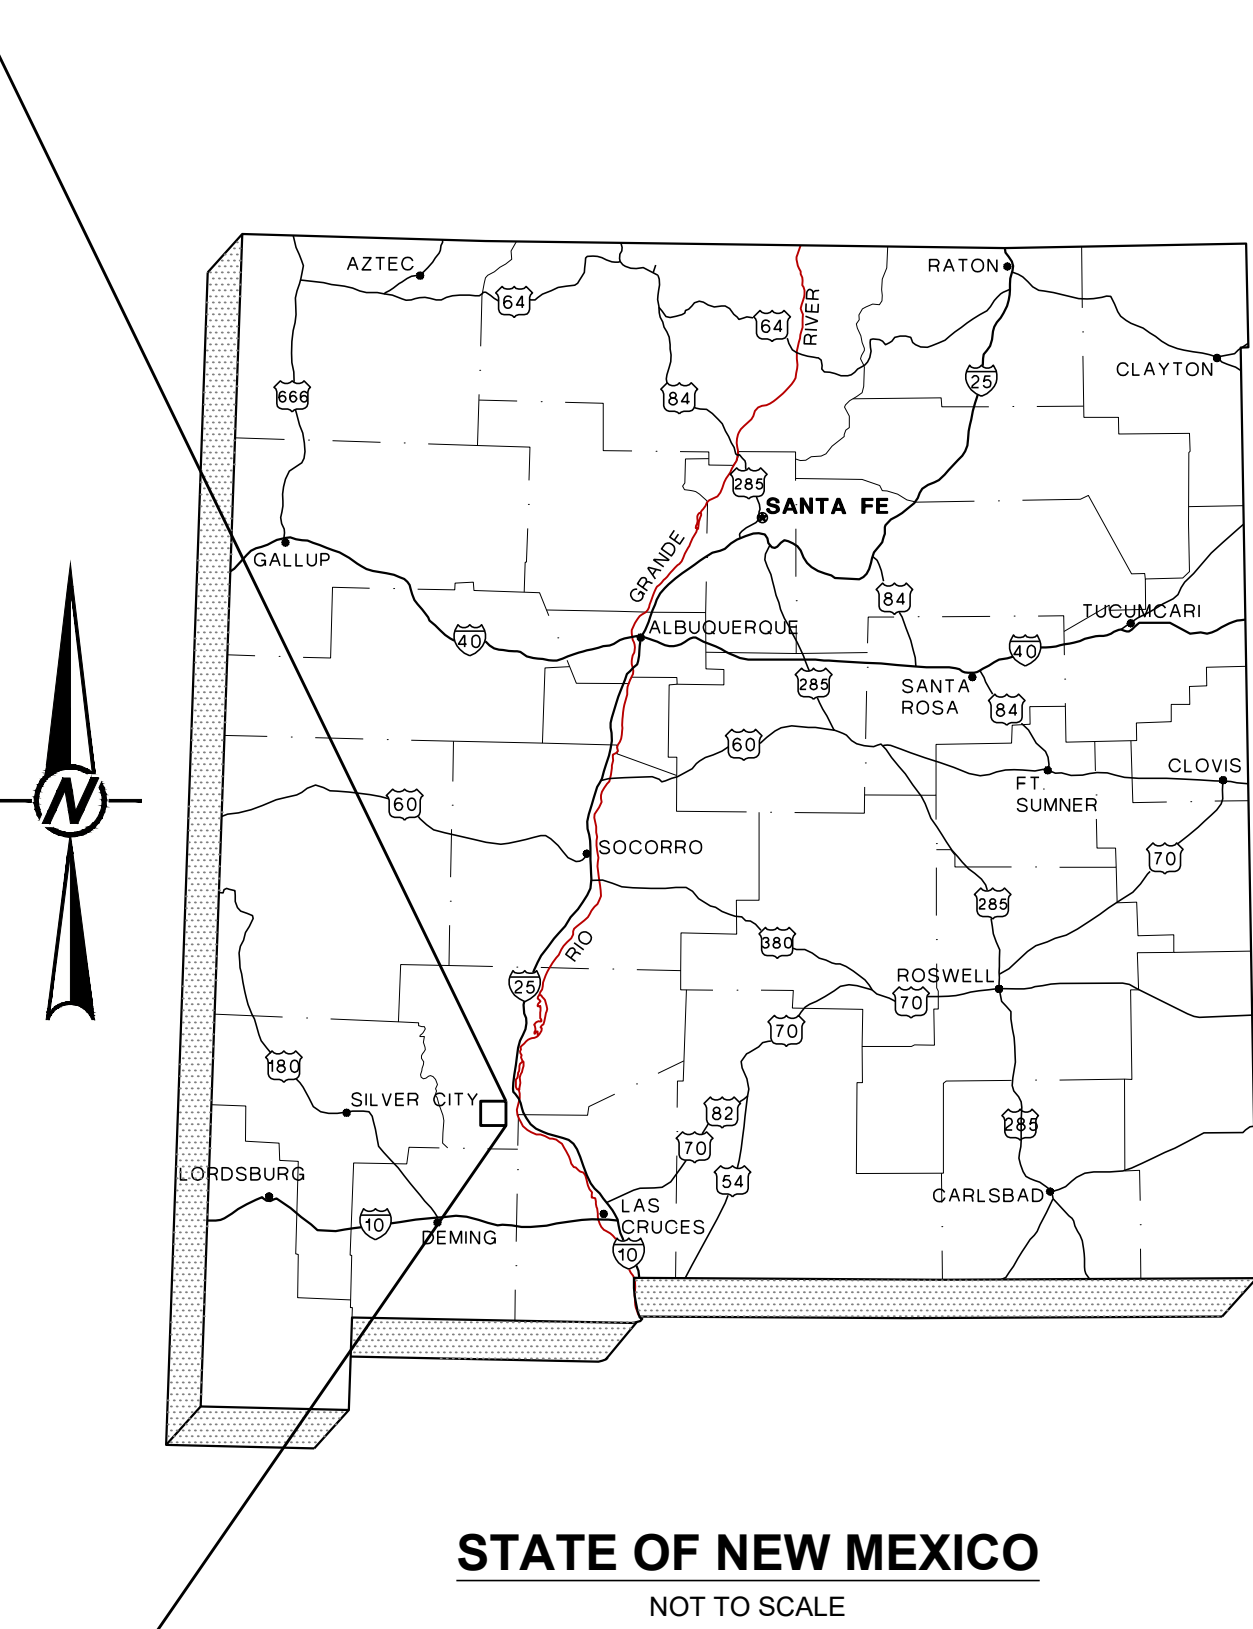 AZTEC
RATON
64
RIVER
64
CLAYTON
25
666
84
285
SANTA FE
GRANDE
GALLUP
84
TUCUMCARI
ALBUQUERQUE
40
40
285
SANTA
ROSA
84
60
CLOVIS
FT.
SUMNER
60
SOCORRO
70
285
RIO
380
ROSWELL
25
70
70
N
180
SILVER CITY
82
285
70
LORDSBURG
54
CARLSBAD
LAS
CRUCES
10
DEMING
10
STATE OF NEW MEXICO
NOT TO SCALE